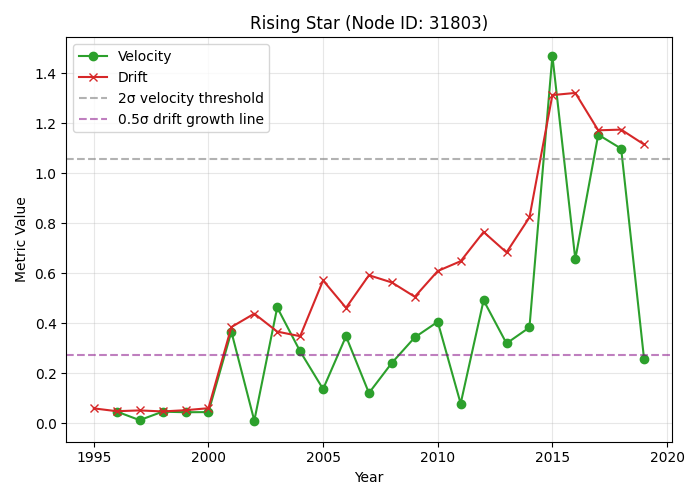 Rising Star (Node ID: 31803)
Velocity
Drift
2σ velocity threshold
0.5σ drift growth line
Metric Value
1.4
1.2
1.0
0.8
0.6
0.4
0.2
0.0
1995
2000
2005
2010
2015
2020
Year